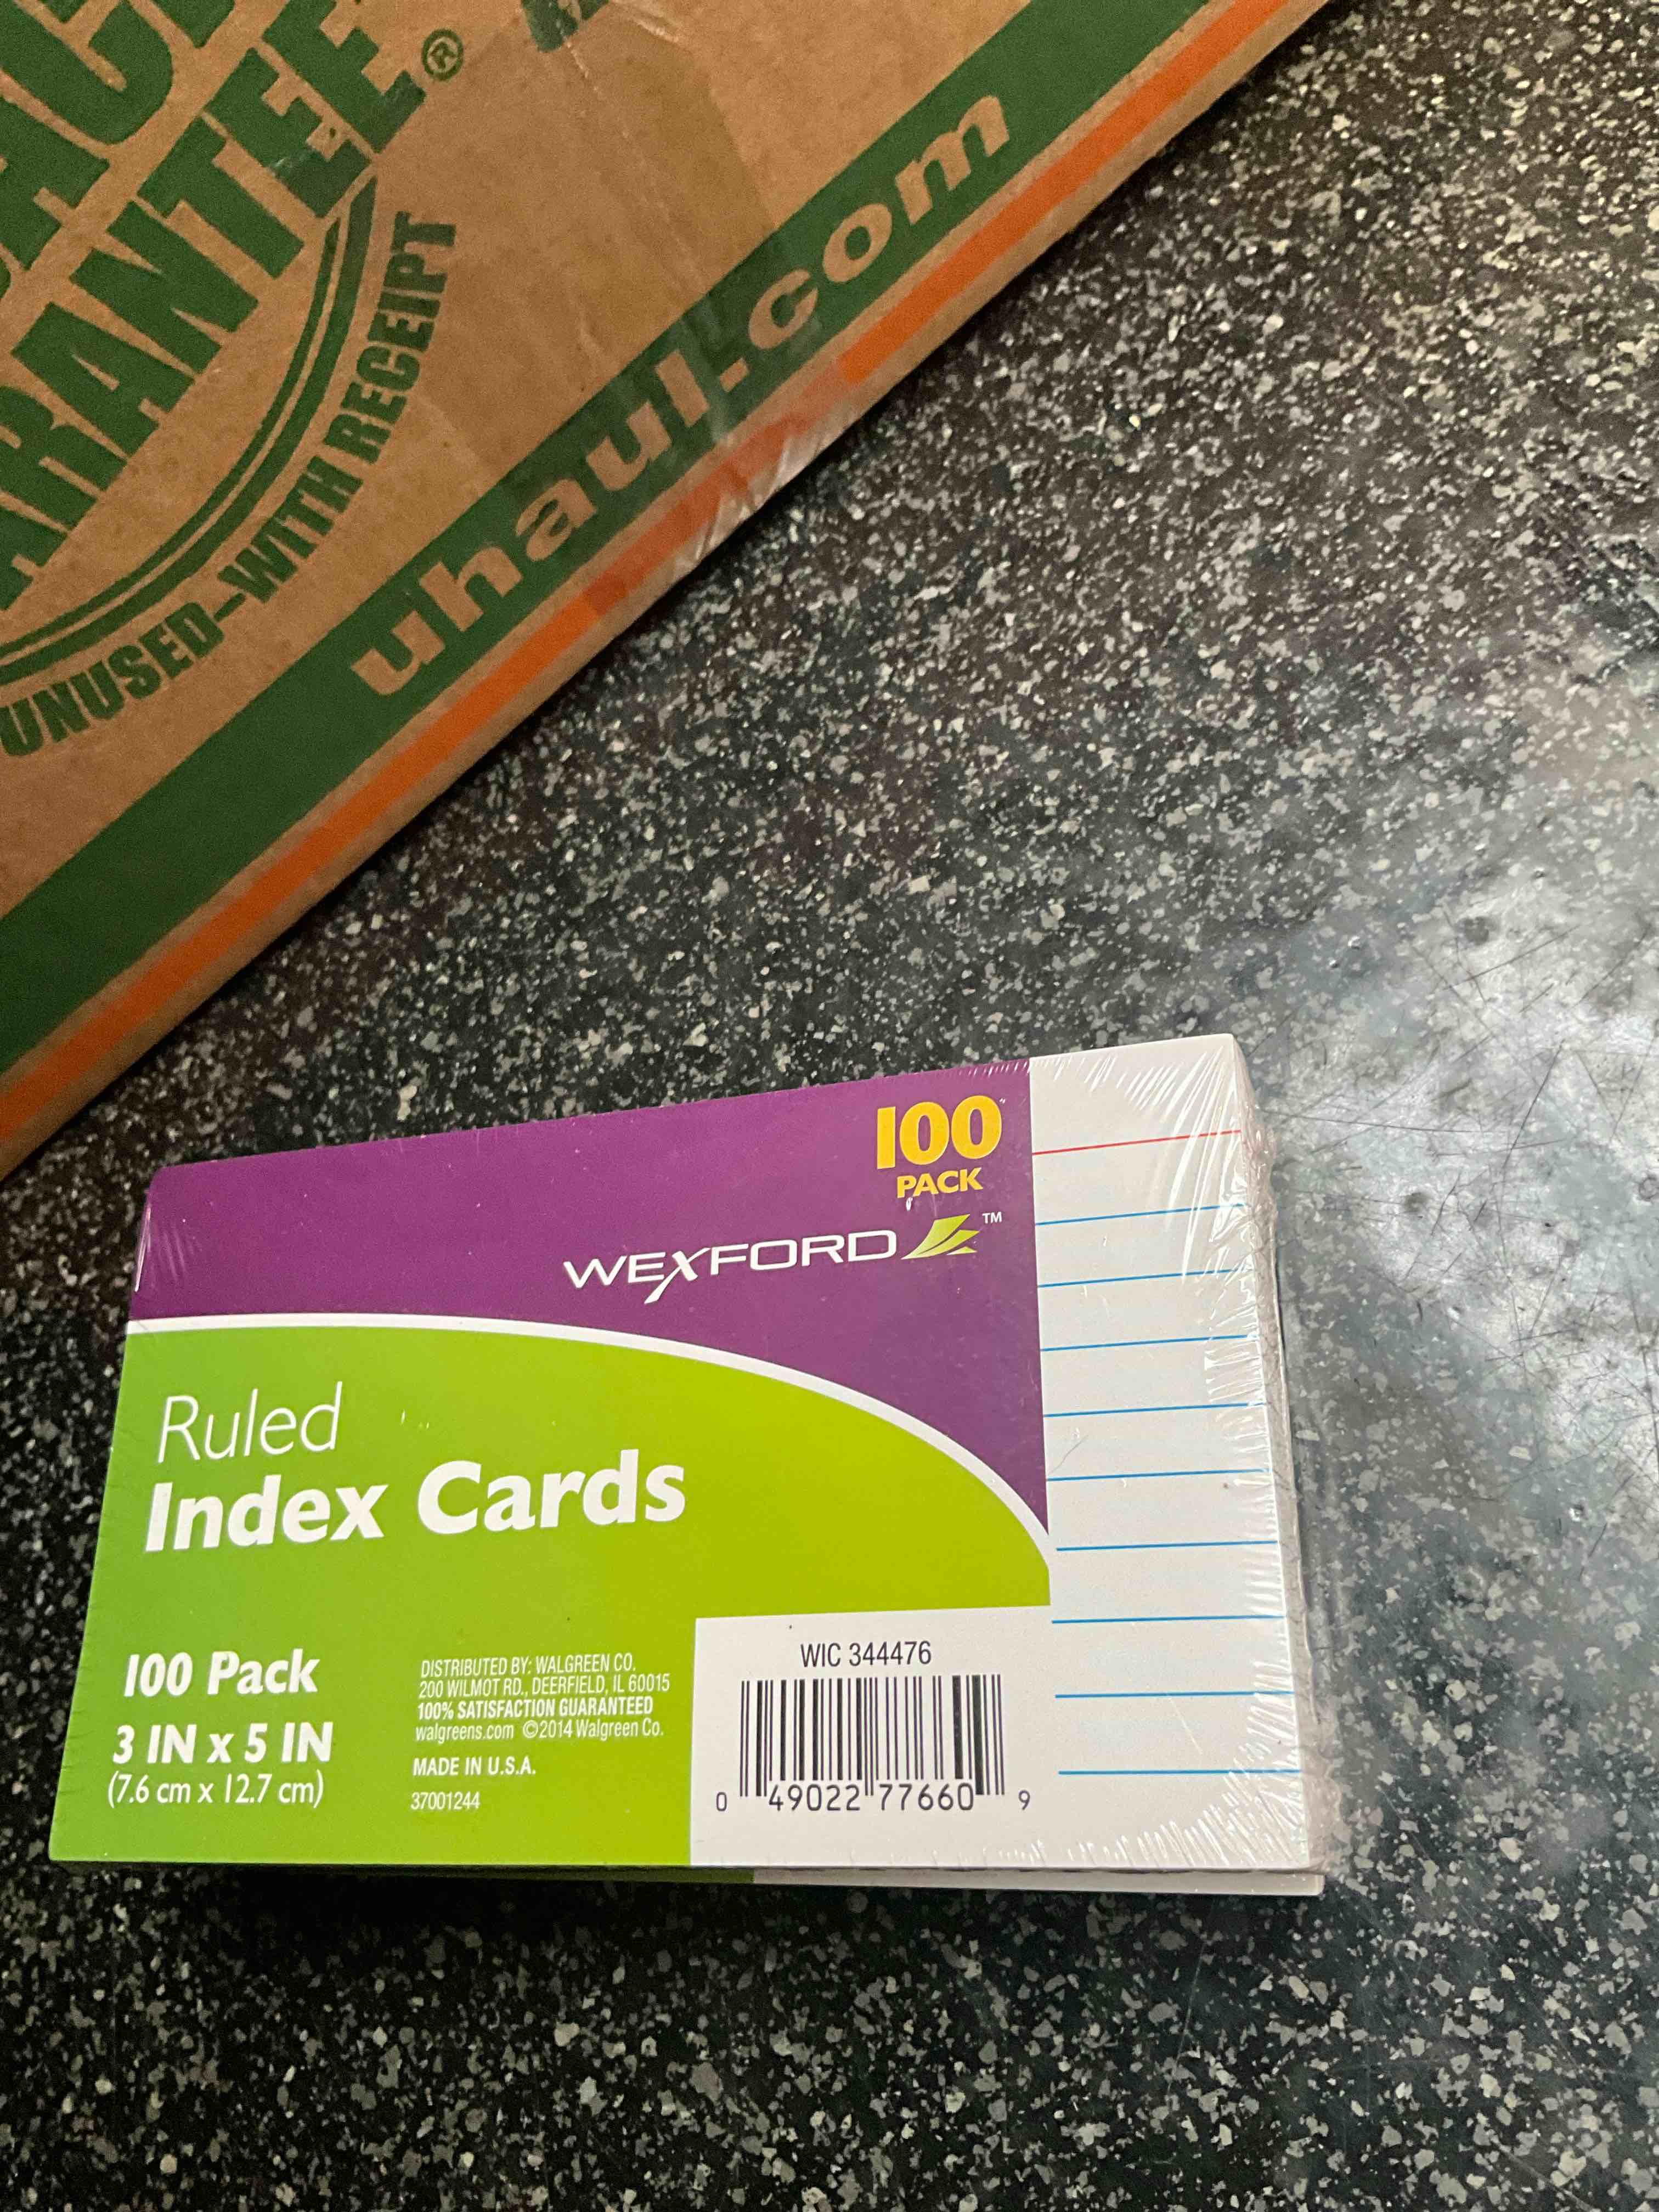 ®
UNUSED–WITH RECEIPT
uhaul.com
100
PACK
WEXFORD ™
Ruled
Index Cards
100 Pack
3 IN x 5 IN
(7.6 cm x 12.7 cm)
DISTRIBUTED BY: WALGREEN CO.
200 WILMOT RD., DEERFIELD, IL 60015
100% SATISFACTION GUARANTEED
walgreens.com ©2014 Walgreen Co.
MADE IN U.S.A.
37001244
WIC 344476
0 49022 77660 9